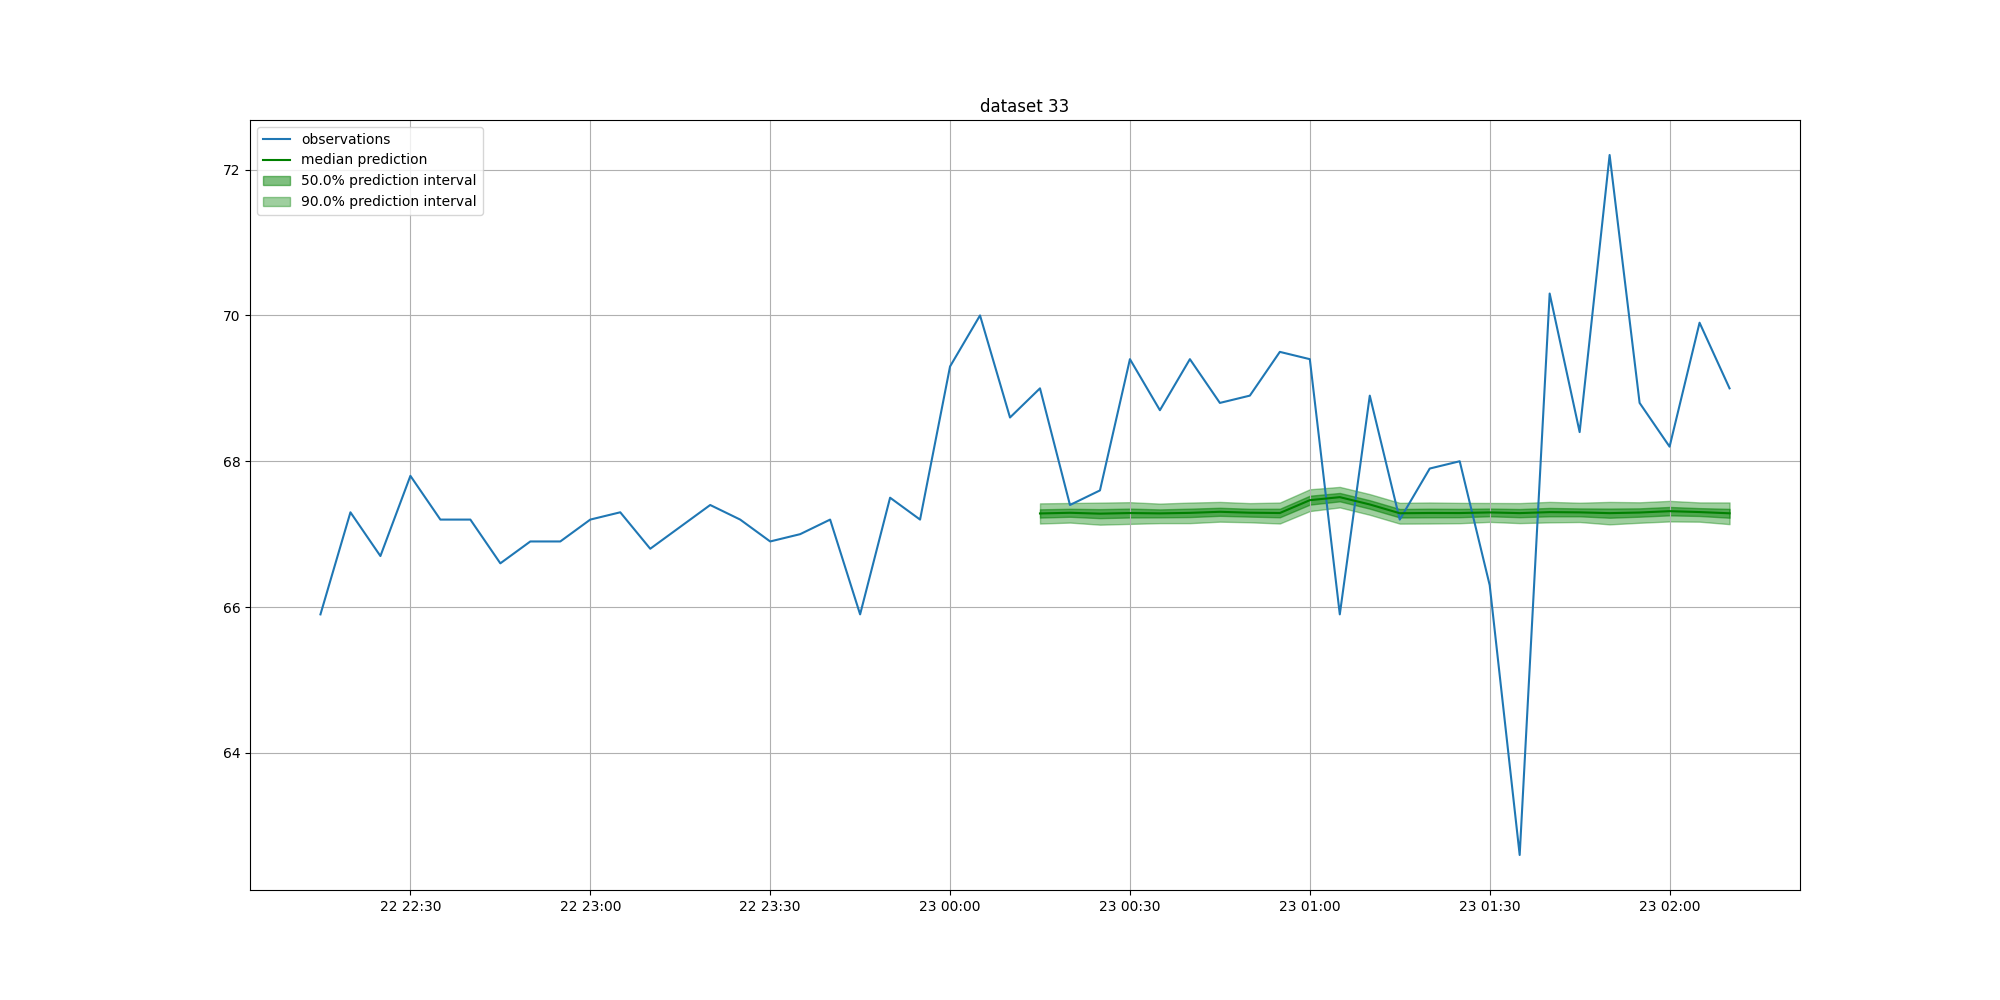 dataset 33
observations
median prediction
50.0% prediction interval
90.0% prediction interval
72
70
68
66
64
22 22:30
22 23:00
22 23:30
23 00:00
23 00:30
23 01:00
23 01:30
23 02:00